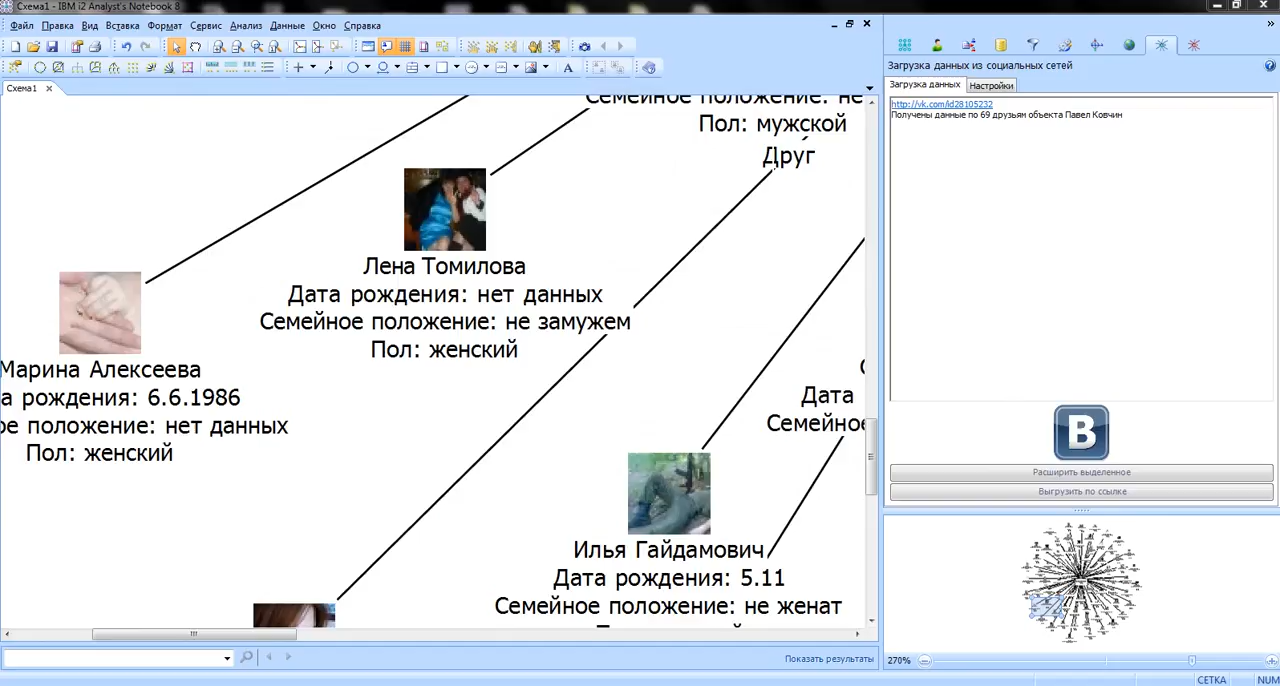 Схема1 - IBM i2 Analyst's Notebook 8
Файл Правка Вид Вставка Формат Сервис Анализ Данные Окно Справка
Схема1
Загрузка данных из социальных сетей
Загрузка данных Настройки
http://vk.com/id28105232
Получены данные по 69 друзьям объекта Павел Ковчин
Семейное положение: не
Пол: мужской
Друг
Лена Томилова
Дата рождения: нет данных
Семейное положение: не замужем
Пол: женский
Марина Алексеева
а рождения: 6.6.1986
ое положение: нет данных
Пол: женский
Дата
Семейное
Илья Гайдамович
Дата рождения: 5.11
Семейное положение: не женат
В
Расширить выделенное
Выгрузить по ссылке
Показать результаты
270%
СЕТКА
NUM